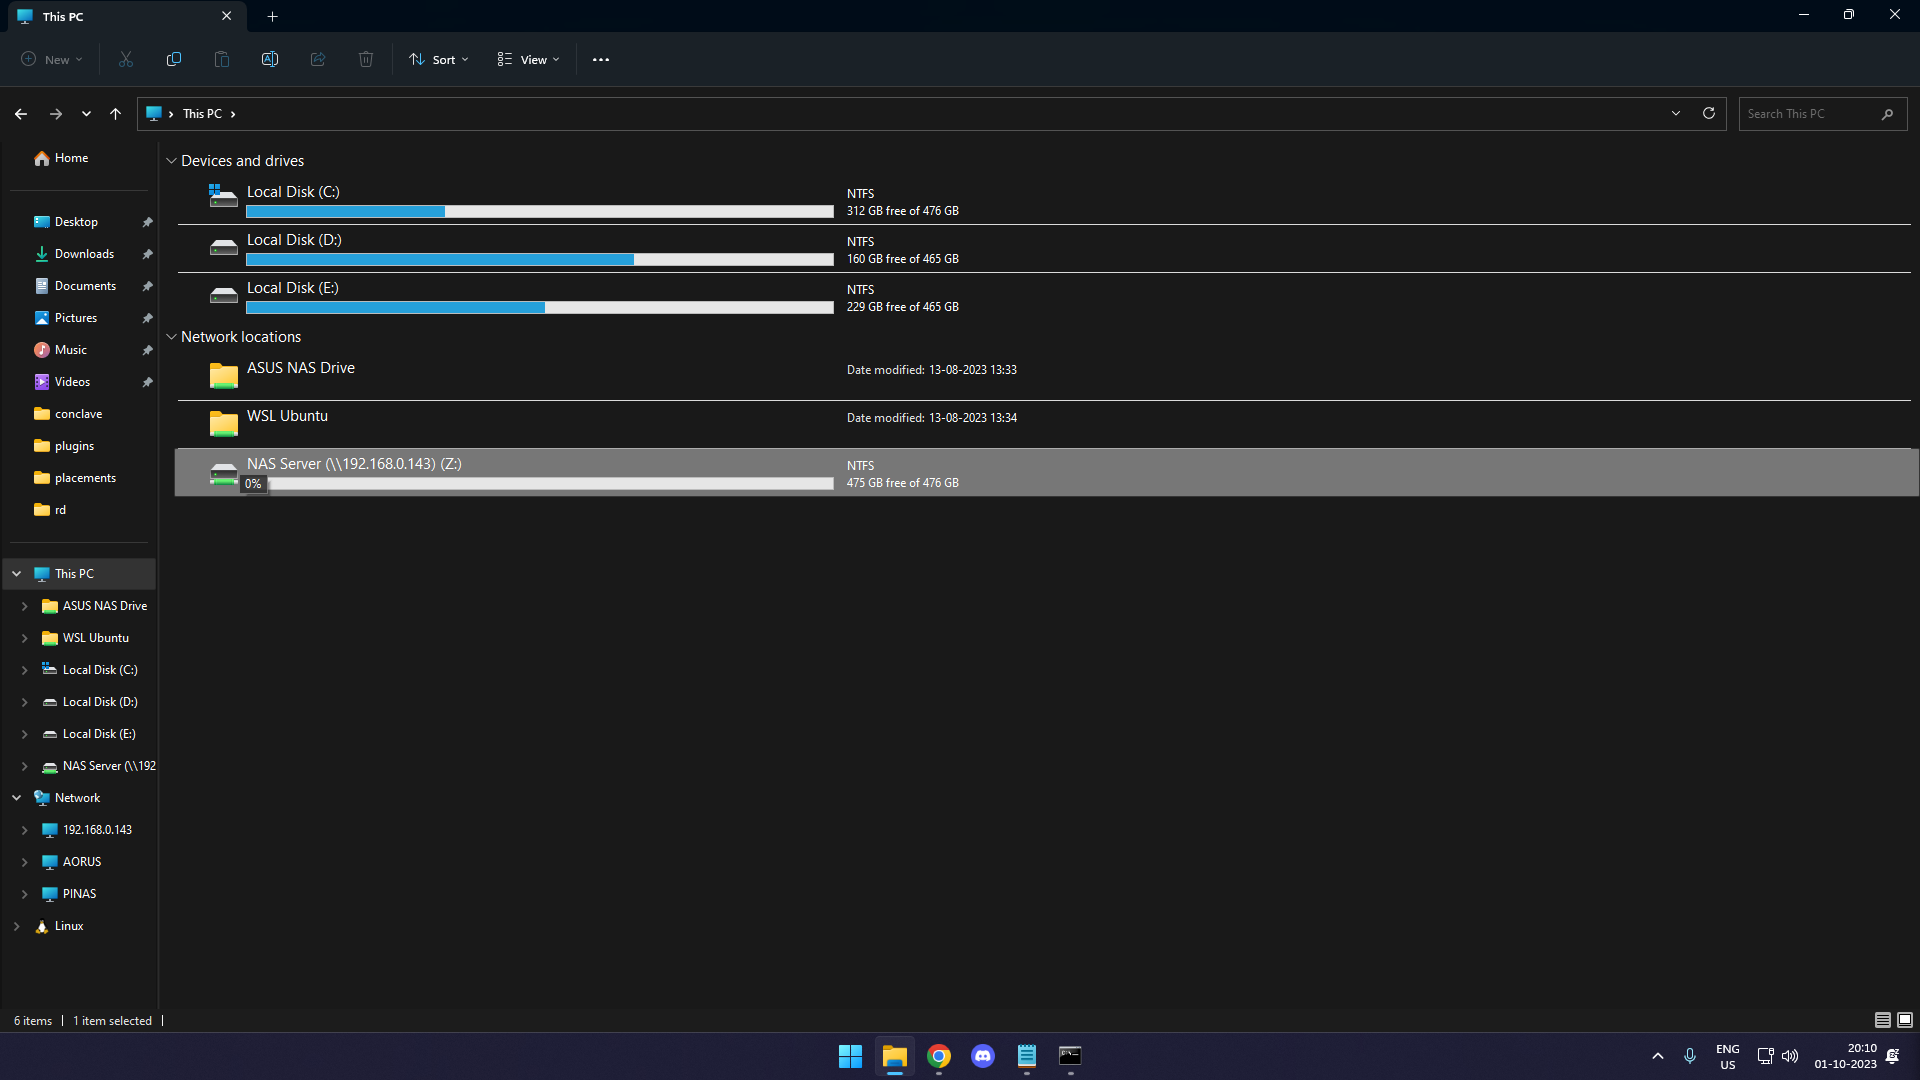 This PC
New
Sort
View
This PC
Search This PC
Home
Desktop
Downloads
Documents
Pictures
Music
Videos
conclave
plugins
placements
rd
This PC
ASUS NAS Drive
WSL Ubuntu
Local Disk (C:)
Local Disk (D:)
Local Disk (E:)
NAS Server (\\192
Network
192.168.0.143
AORUS
PINAS
Linux
Devices and drives
Local Disk (C:)
NTFS
312 GB free of 476 GB
Local Disk (D:)
NTFS
160 GB free of 465 GB
Local Disk (E:)
NTFS
229 GB free of 465 GB
Network locations
ASUS NAS Drive
Date modified: 13-08-2023 13:33
WSL Ubuntu
Date modified: 13-08-2023 13:34
NAS Server (\\192.168.0.143) (Z:)
0%
NTFS
475 GB free of 476 GB
6 items
1 item selected
ENG
US
20:10
01-10-2023